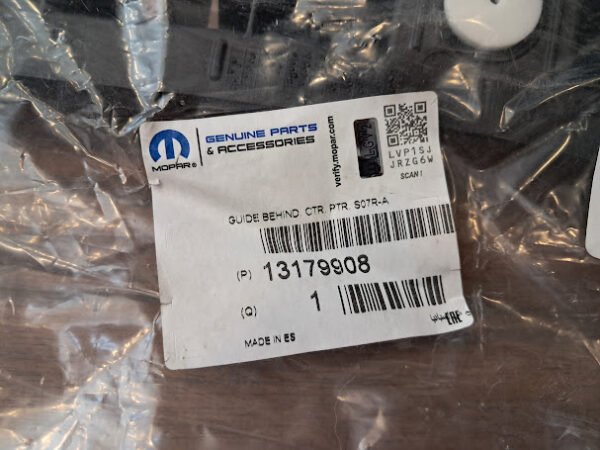 MOPAR®
GENUINE PARTS
& ACCESSORIES
verify.mopar.com
LVP1SJ
JRZG6W
SCAN!
GUIDE BEHIND, CTR, PTR, S07R-A
(P) 13179908
(Q) 1
MADE IN ES
EAC